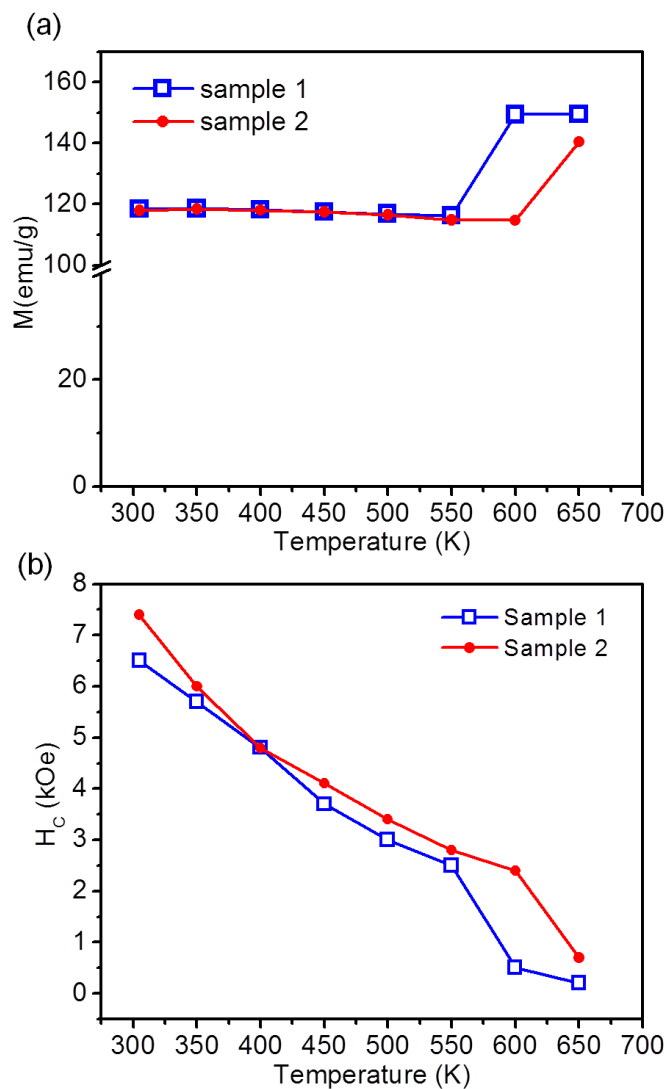 (a)
160
sample 1
sample 2
140
120
100
M(emu/g)
20
0
300 350 400 450 500 550 600 650 700
Temperature (K)
(b)
8
Sample 1
Sample 2
7
6
5
4
3
2
1
0
H_C (kOe)
300 350 400 450 500 550 600 650 700
Temperature (K)